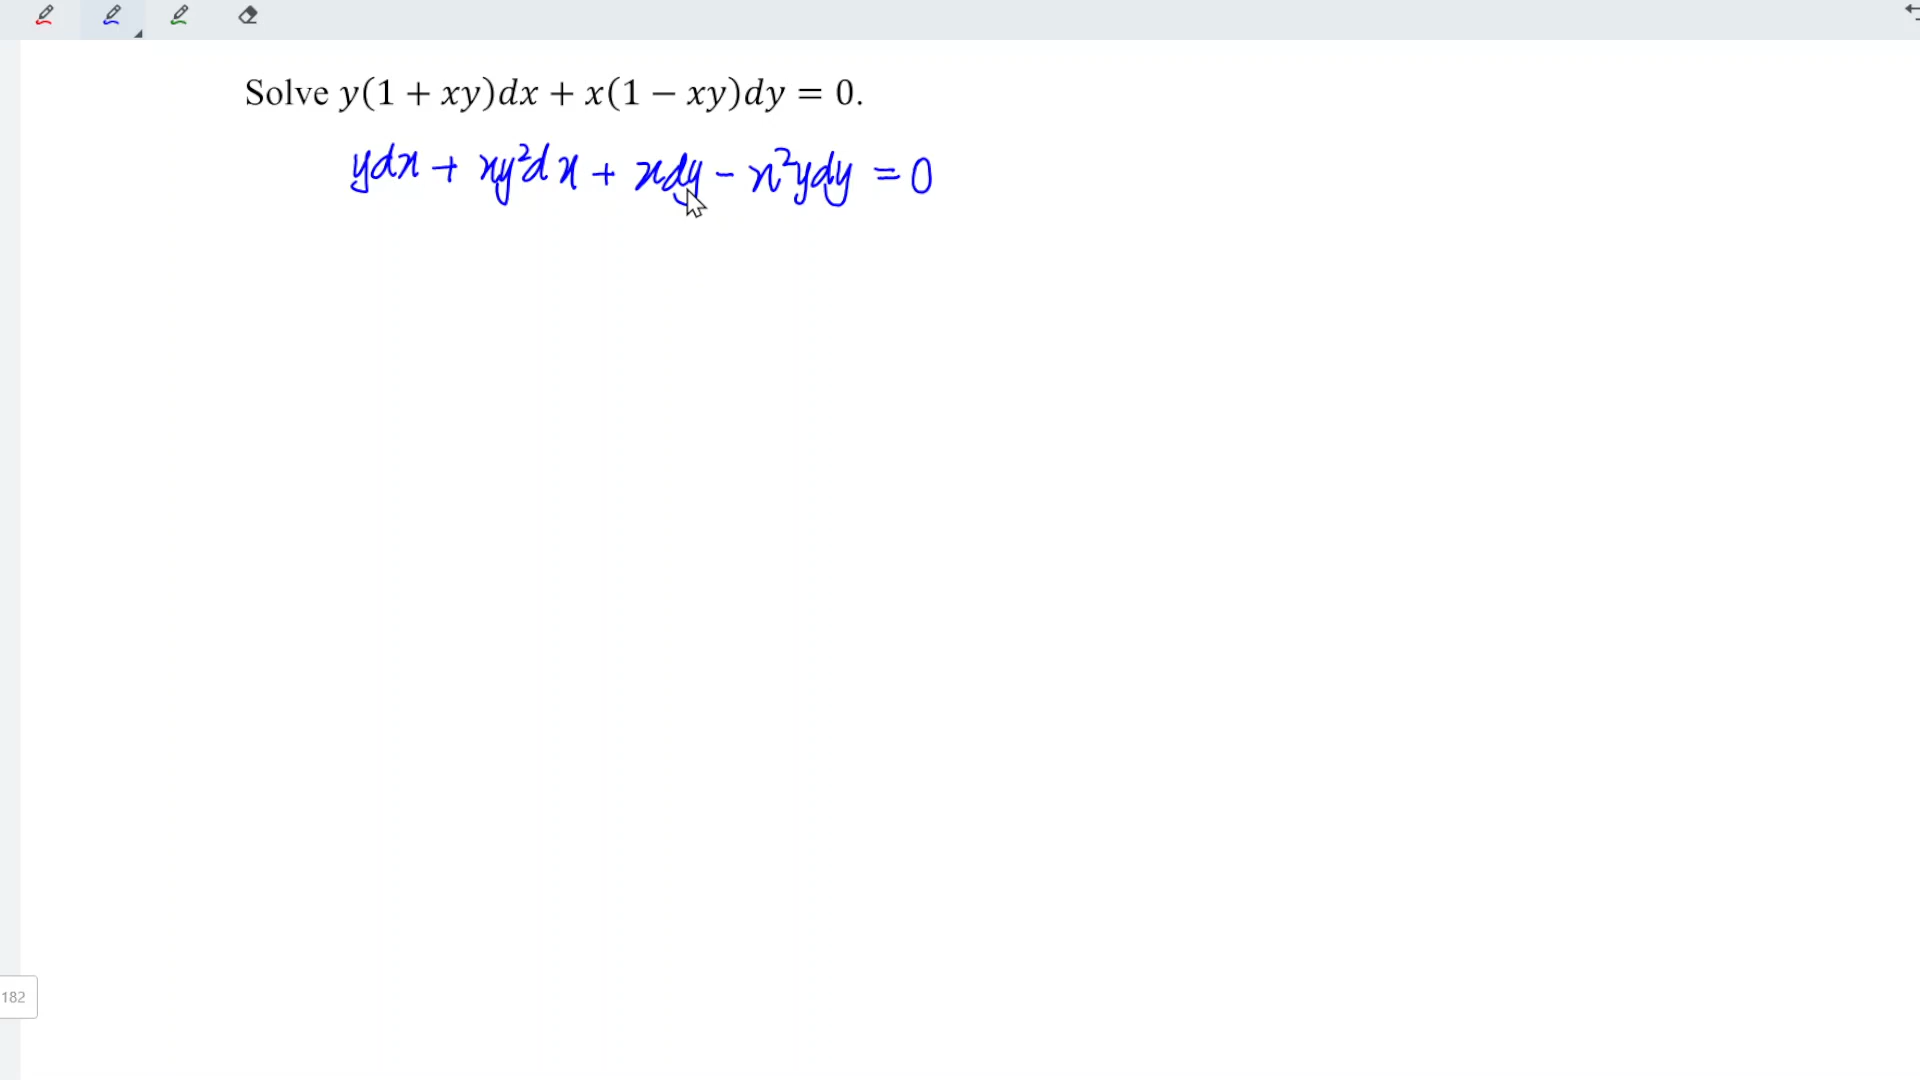 Solve y(1 + xy)dx + x(1 − xy)dy = 0.
ydx + xy²dx + xdy - x²ydy = 0
182